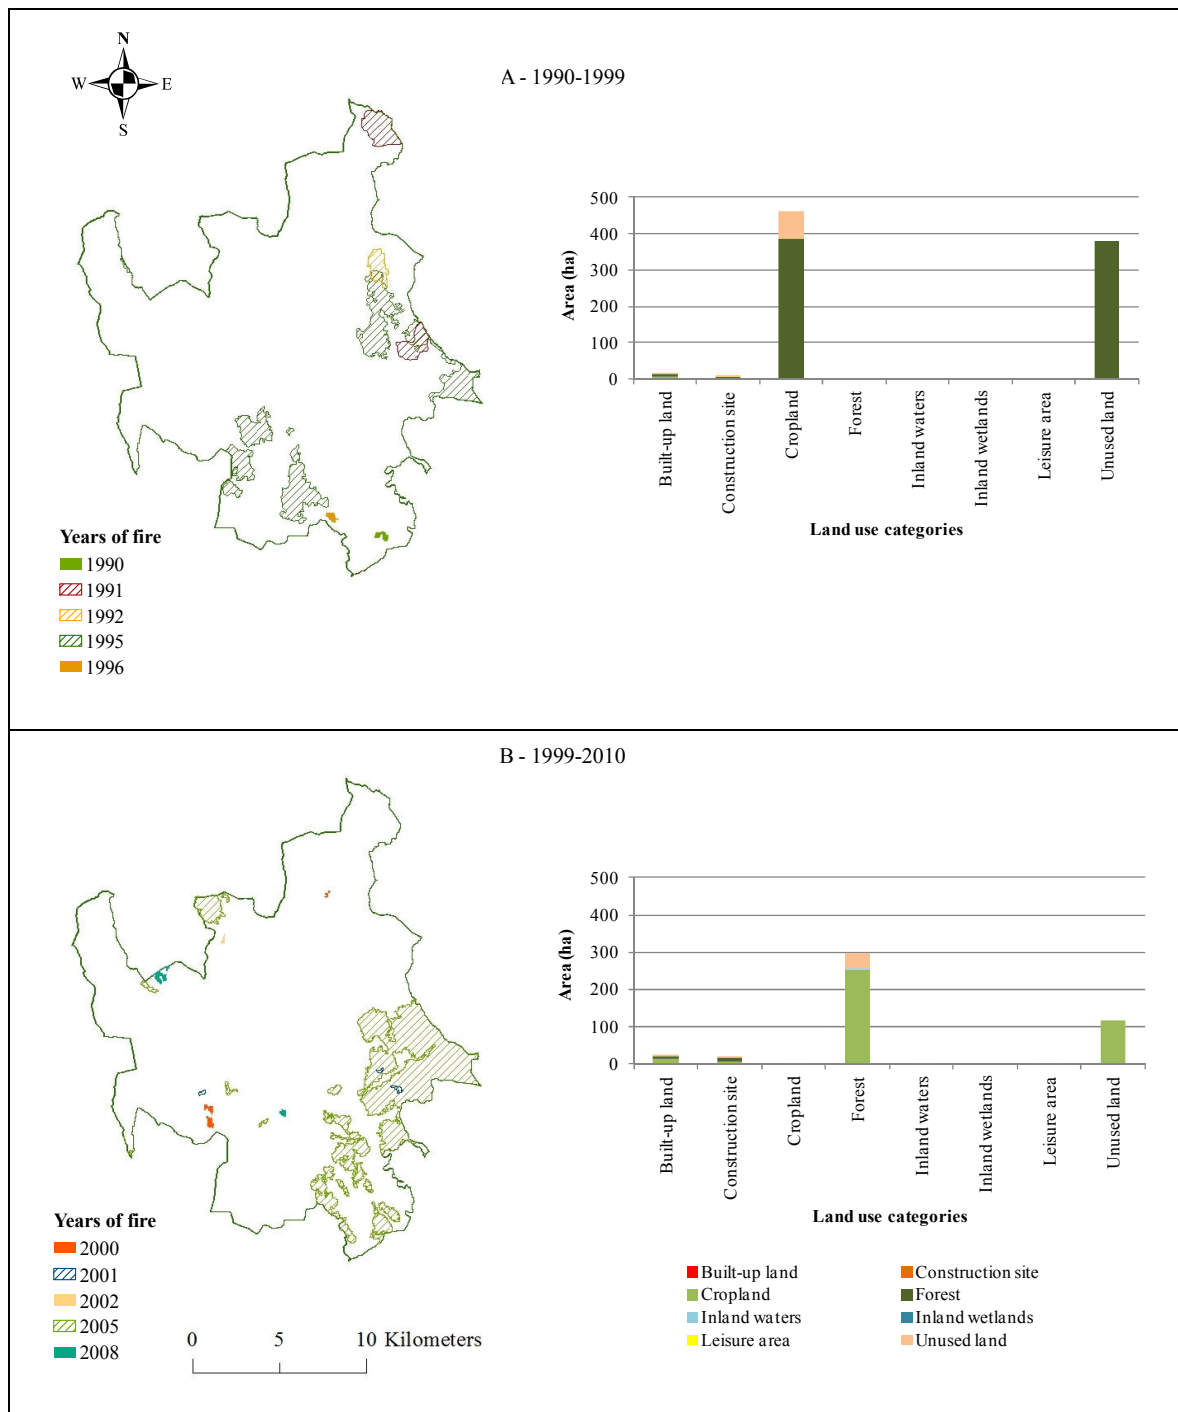 A - 1990-1999
N
W E
S
Years of fire
1990
1991
1992
1995
1996
Area (ha)
500
400
300
200
100
0
Built-up land
Construction site
Cropland
Forest
Inland waters
Inland wetlands
Leisure area
Unused land
Land use categories
B - 1999-2010
Years of fire
2000
2001
2002
2005
2008
0 5 10 Kilometers
Area (ha)
500
400
300
200
100
0
Built-up land
Construction site
Cropland
Forest
Inland waters
Inland wetlands
Leisure area
Unused land
Land use categories
Built-up land Construction site
Cropland Forest
Inland waters Inland wetlands
Leisure area Unused land